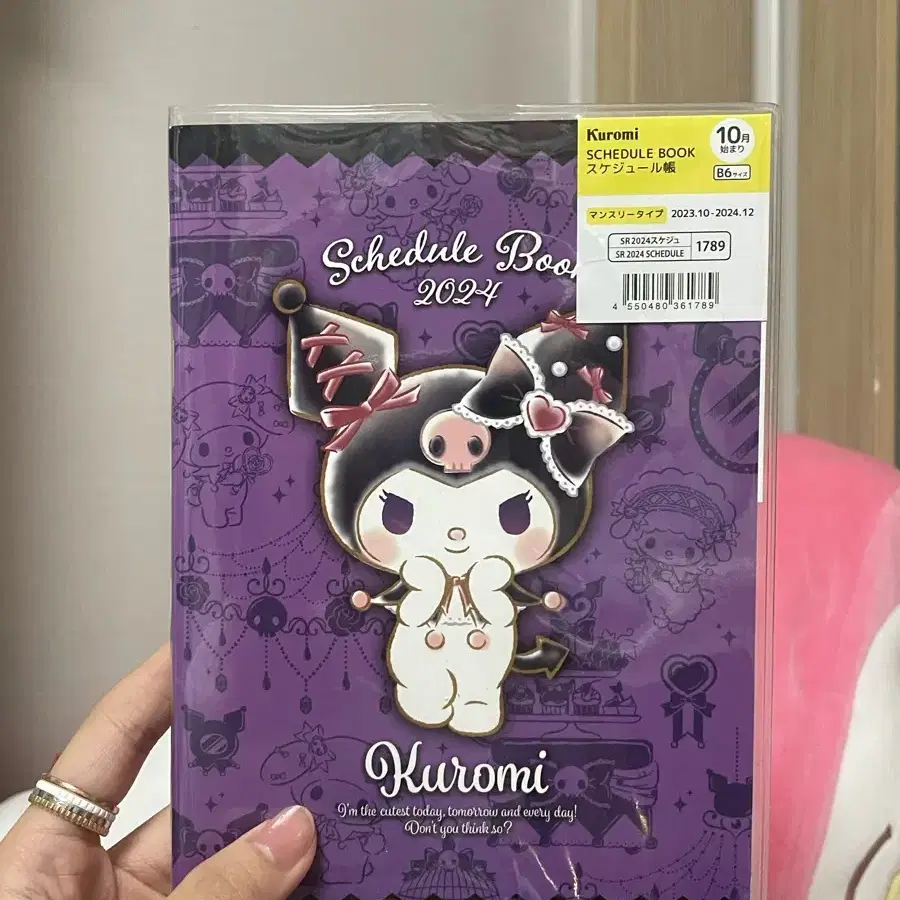 Kuromi
SCHEDULE BOOK
スケジュール帳
10月
始まり
B6サイズ
マンスリータイプ 2023.10-2024.12
SR2024スケジュ
SR 2024 SCHEDULE
1789
4 550480 361789
Schedule Boo
2024
Kuromi
I'm the cutest today, tomorrow and every day!
Don't you think so?